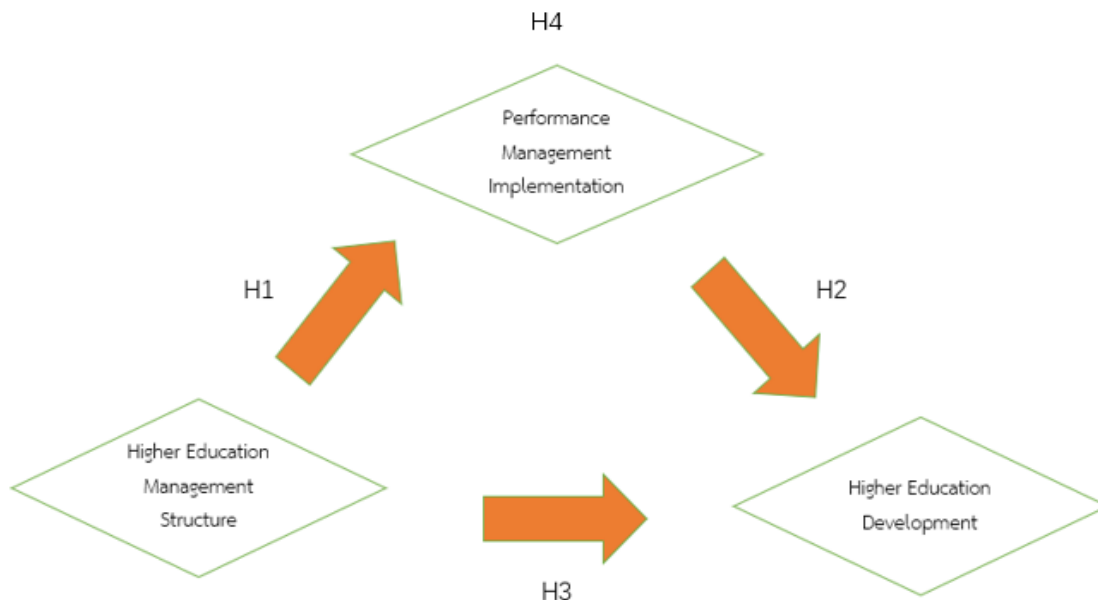 H4
Performance
Management
Implementation
H1
H2
Higher Education
Management
Structure
Higher Education
Development
H3